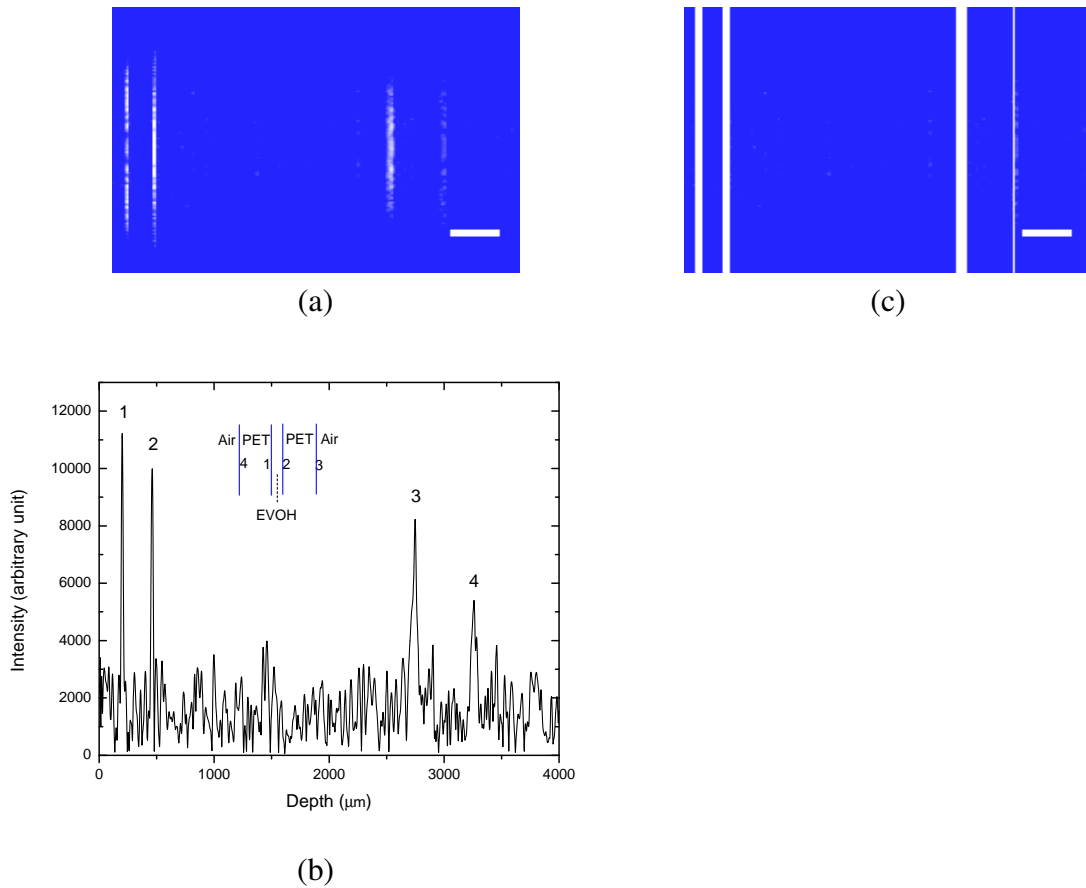 (a)
(c)
12000
10000
8000
6000
4000
2000
0
Intensity (arbitrary unit)
1
2
3
4
Air PET PET Air
4 1 2 3
EVOH
0 1000 2000 3000 4000
Depth (μm)
(b)